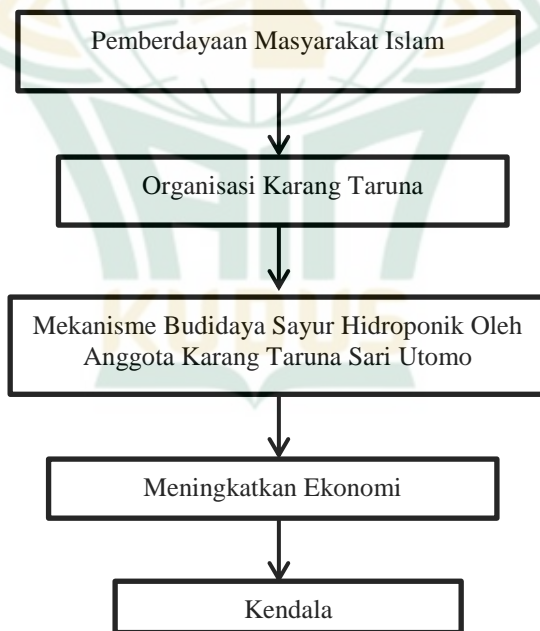 Pemberdayaan Masyarakat Islam
Organisasi Karang Taruna
KUDUS
Mekanisme Budidaya Sayur Hidroponik Oleh
Anggota Karang Taruna Sari Utomo
Meningkatkan Ekonomi
Kendala